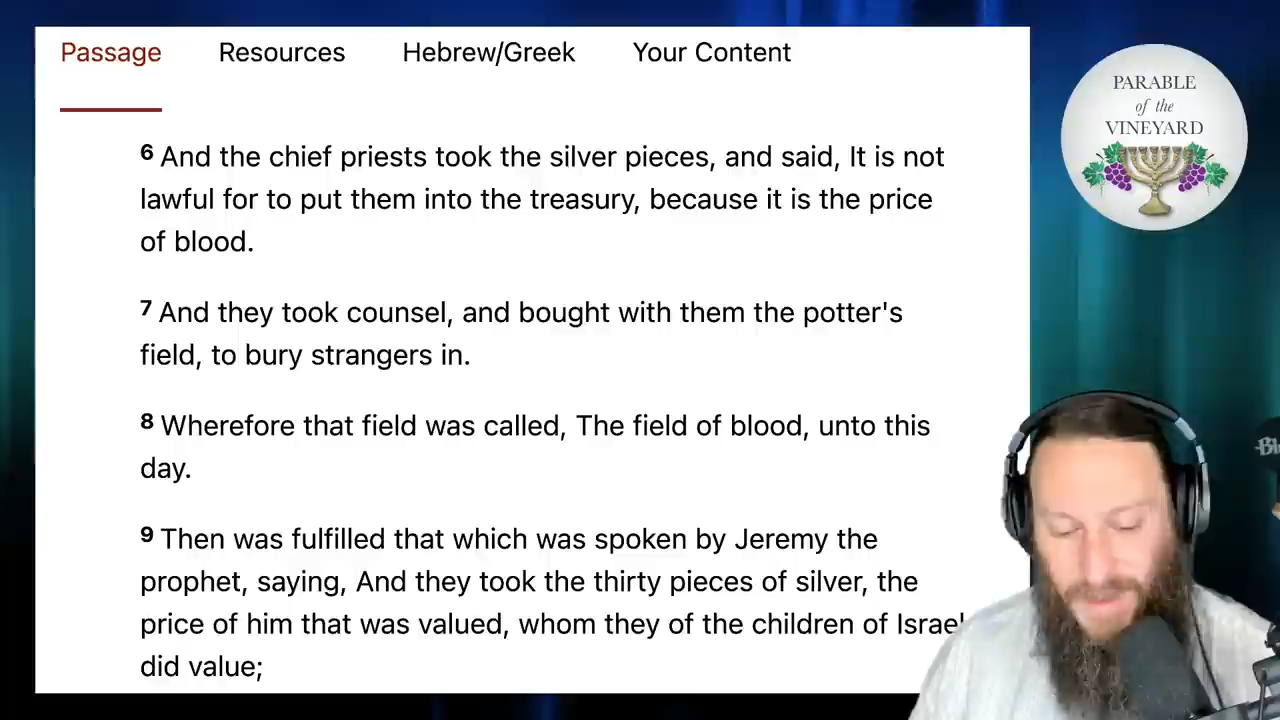 Passage Resources Hebrew/Greek Your Content
PARABLE
of the
VINEYARD
6 And the chief priests took the silver pieces, and said, It is not
lawful for to put them into the treasury, because it is the price
of blood.
7 And they took counsel, and bought with them the potter's
field, to bury strangers in.
8 Wherefore that field was called, The field of blood, unto this
day.
9 Then was fulfilled that which was spoken by Jeremy the
prophet, saying, And they took the thirty pieces of silver, the
price of him that was valued, whom they of the children of Israel
did value;